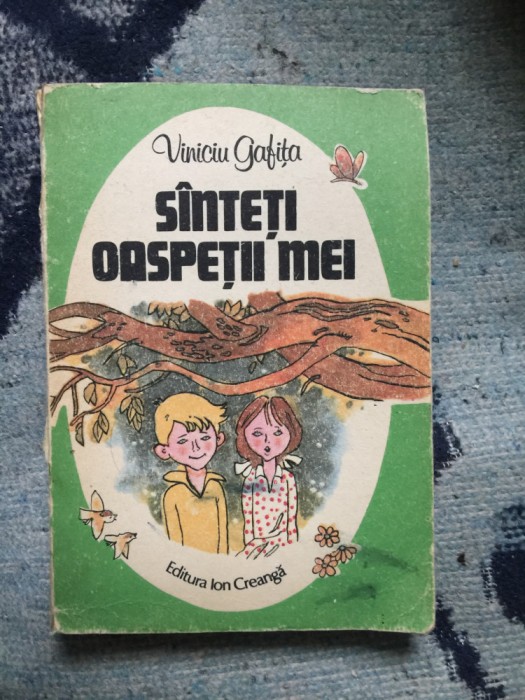 Viniciu Gafița
SÎNTEȚI
OASPEȚII MEI
Editura Ion Creangă